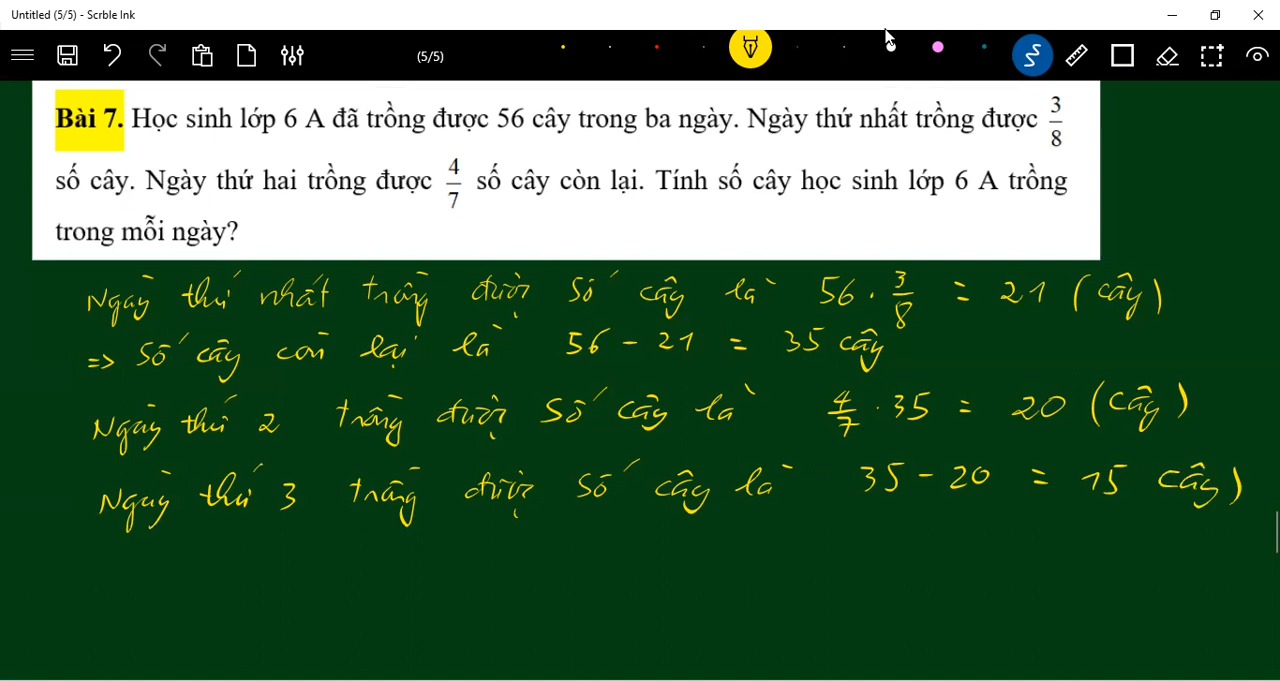 Untitled (5/5) - Scrble Ink
(5/5)
Bài 7. Học sinh lớp 6 A đã trồng được 56 cây trong ba ngày. Ngày thứ nhất trồng được 3/8
số cây. Ngày thứ hai trồng được 4/7 số cây còn lại. Tính số cây học sinh lớp 6 A trồng
trong mỗi ngày?
Ngày thứ nhất trồng được số cây là 56 . 3/8 = 21 (cây)
=> Số cây còn lại là 56 - 21 = 35 cây
Ngày thứ 2 trồng được số cây là 4/7 . 35 = 20 (cây)
Ngày thứ 3 trồng được số cây là 35 - 20 = 15 cây)